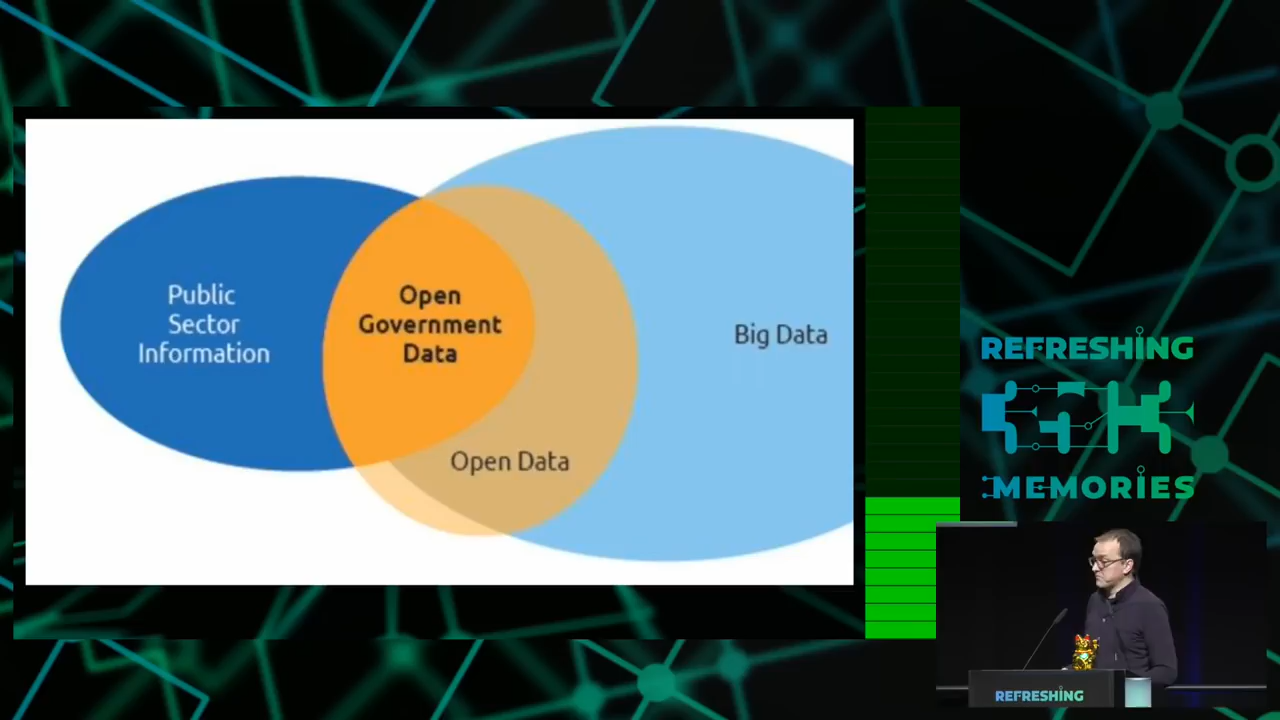 Public
Sector
Information
Open
Government
Data
Open Data
Big Data
REFRESHING
MEMORIES
REFRESHING